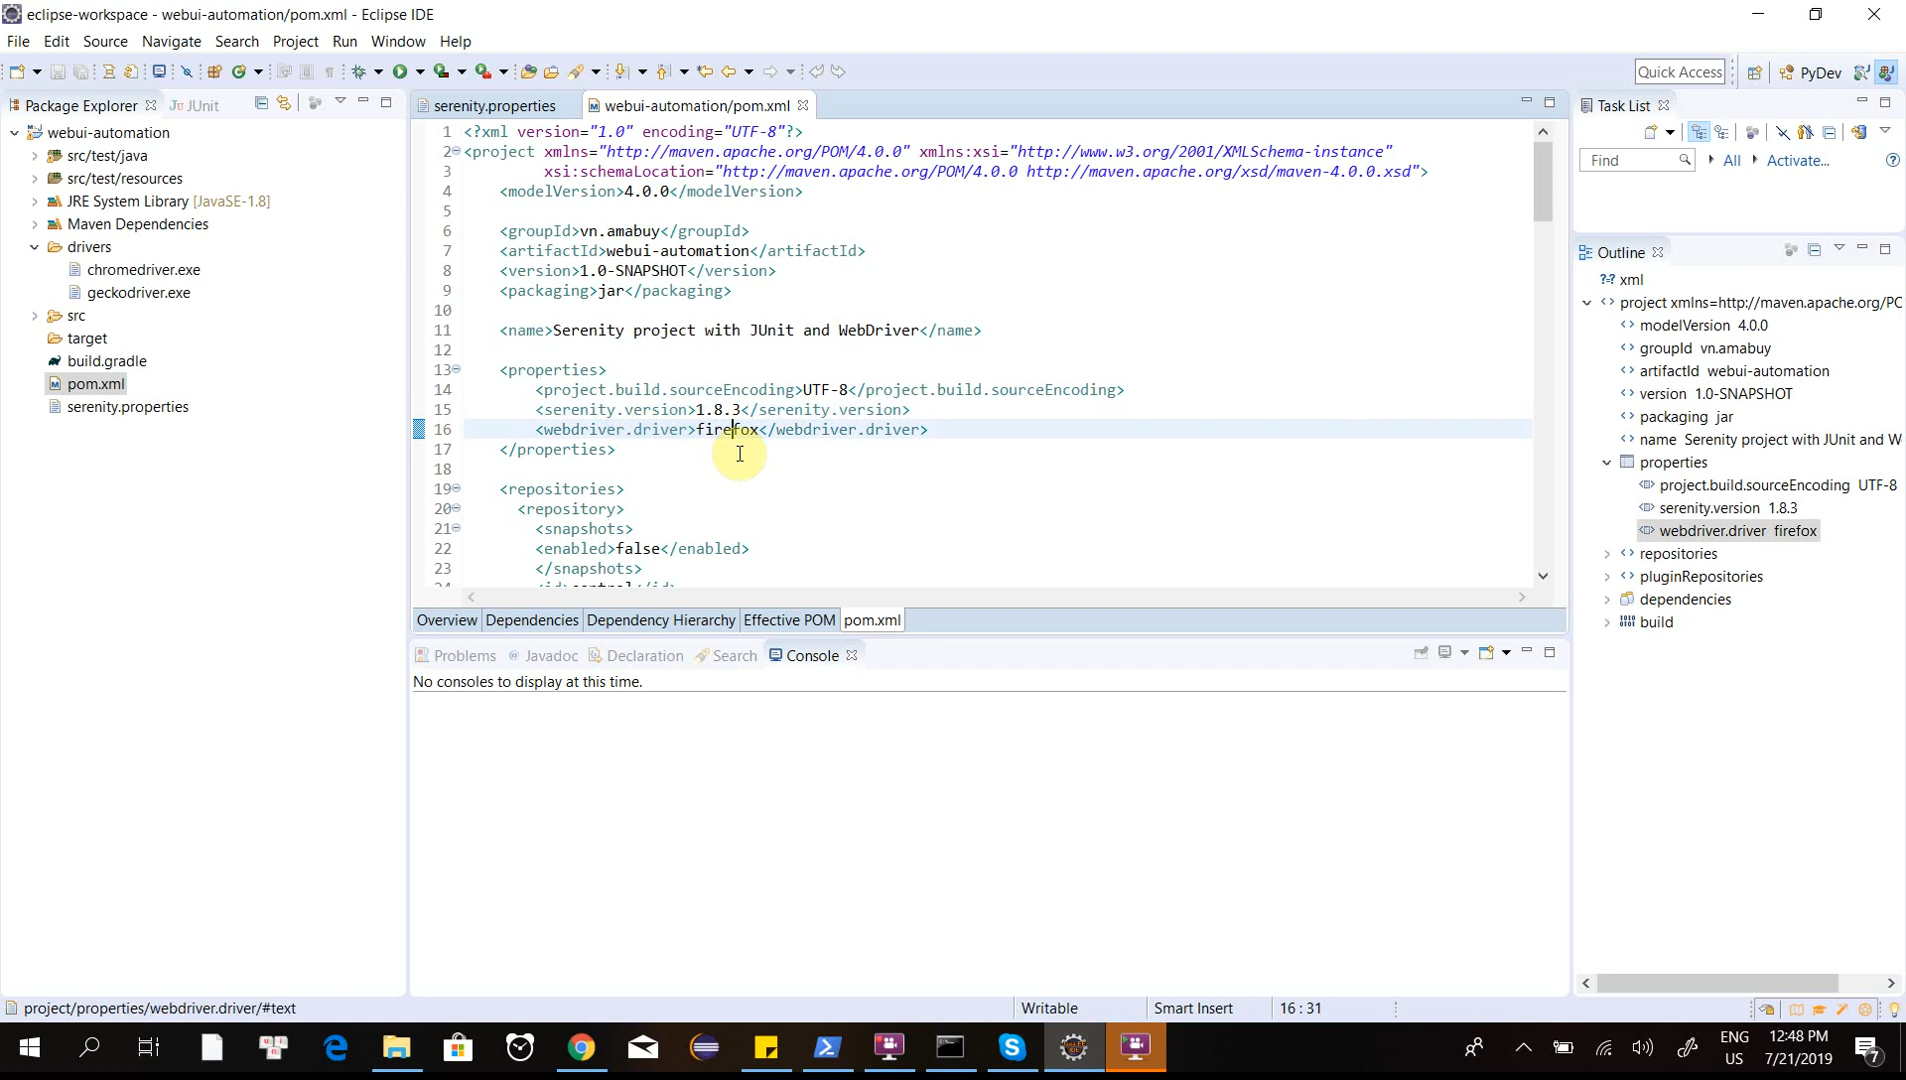 eclipse-workspace - webui-automation/pom.xml - Eclipse IDE
File Edit Source Navigate Search Project Run Window Help
Quick Access
PyDev
Package Explorer
JUnit
webui-automation
src/test/java
src/test/resources
JRE System Library [JavaSE-1.8]
Maven Dependencies
drivers
chromedriver.exe
geckodriver.exe
src
target
build.gradle
pom.xml
serenity.properties
serenity.properties
webui-automation/pom.xml
1 <?xml version="1.0" encoding="UTF-8"?>
2 <project xmlns="http://maven.apache.org/POM/4.0.0" xmlns:xsi="http://www.w3.org/2001/XMLSchema-instance"
3 xsi:schemaLocation="http://maven.apache.org/POM/4.0.0 http://maven.apache.org/xsd/maven-4.0.0.xsd">
4 <modelVersion>4.0.0</modelVersion>
5
6 <groupId>vn.amabuy</groupId>
7 <artifactId>webui-automation</artifactId>
8 <version>1.0-SNAPSHOT</version>
9 <packaging>jar</packaging>
10
11 <name>Serenity project with JUnit and WebDriver</name>
12
13 <properties>
14 <project.build.sourceEncoding>UTF-8</project.build.sourceEncoding>
15 <serenity.version>1.8.3</serenity.version>
16 <webdriver.driver>firefox</webdriver.driver>
17 </properties>
18
19 <repositories>
20 <repository>
21 <snapshots>
22 <enabled>false</enabled>
23 </snapshots>
24 <id>central</id>
Overview Dependencies Dependency Hierarchy Effective POM pom.xml
Problems Javadoc Declaration Search Console
No consoles to display at this time.
Task List
Find All Activate...
Outline
xml
project xmlns=http://maven.apache.org/PO
modelVersion 4.0.0
groupId vn.amabuy
artifactId webui-automation
version 1.0-SNAPSHOT
packaging jar
name Serenity project with JUnit and W
properties
project.build.sourceEncoding UTF-8
serenity.version 1.8.3
webdriver.driver firefox
repositories
pluginRepositories
dependencies
build
project/properties/webdriver.driver/#text
Writable
Smart Insert
16 : 31
ENG
US
12:48 PM
7/21/2019
7